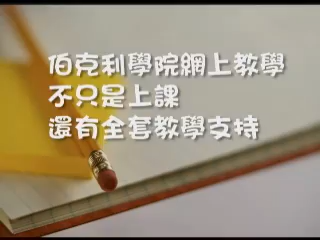 伯克利學院網上教學
不只是上課
還有全套教學支持